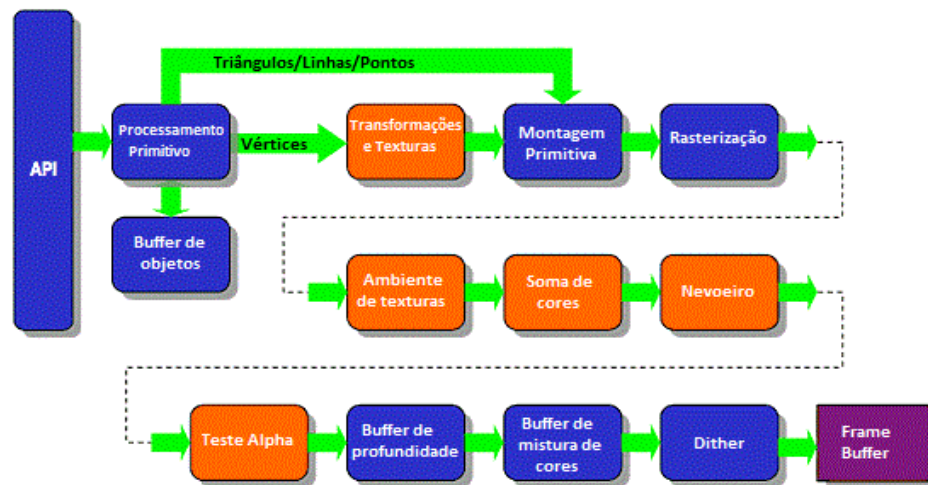 Triângulos/Linhas/Pontos
API
Processamento
Primitivo
Vértices
Transformações
e Texturas
Montagem
Primitiva
Rasterização
Buffer de
objetos
Ambiente
de texturas
Soma de
cores
Nevoeiro
Teste Alpha
Buffer de
profundidade
Buffer de
mistura de
cores
Dither
Frame
Buffer